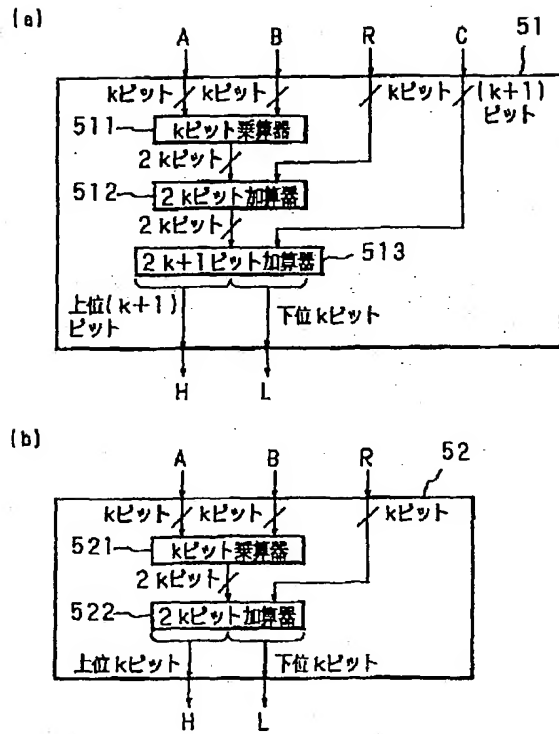 (a)
A B R C 51
kビット kビット kビット (k+1)
ビット
511 kビット乗算器
2kビット
512 2kビット加算器
2kビット
2k+1ビット加算器 513
上位(k+1)
ビット 下位kビット
H L
(b)
A B R 52
kビット kビット kビット
521 kビット乗算器
2kビット
522 2kビット加算器
上位kビット 下位kビット
H L